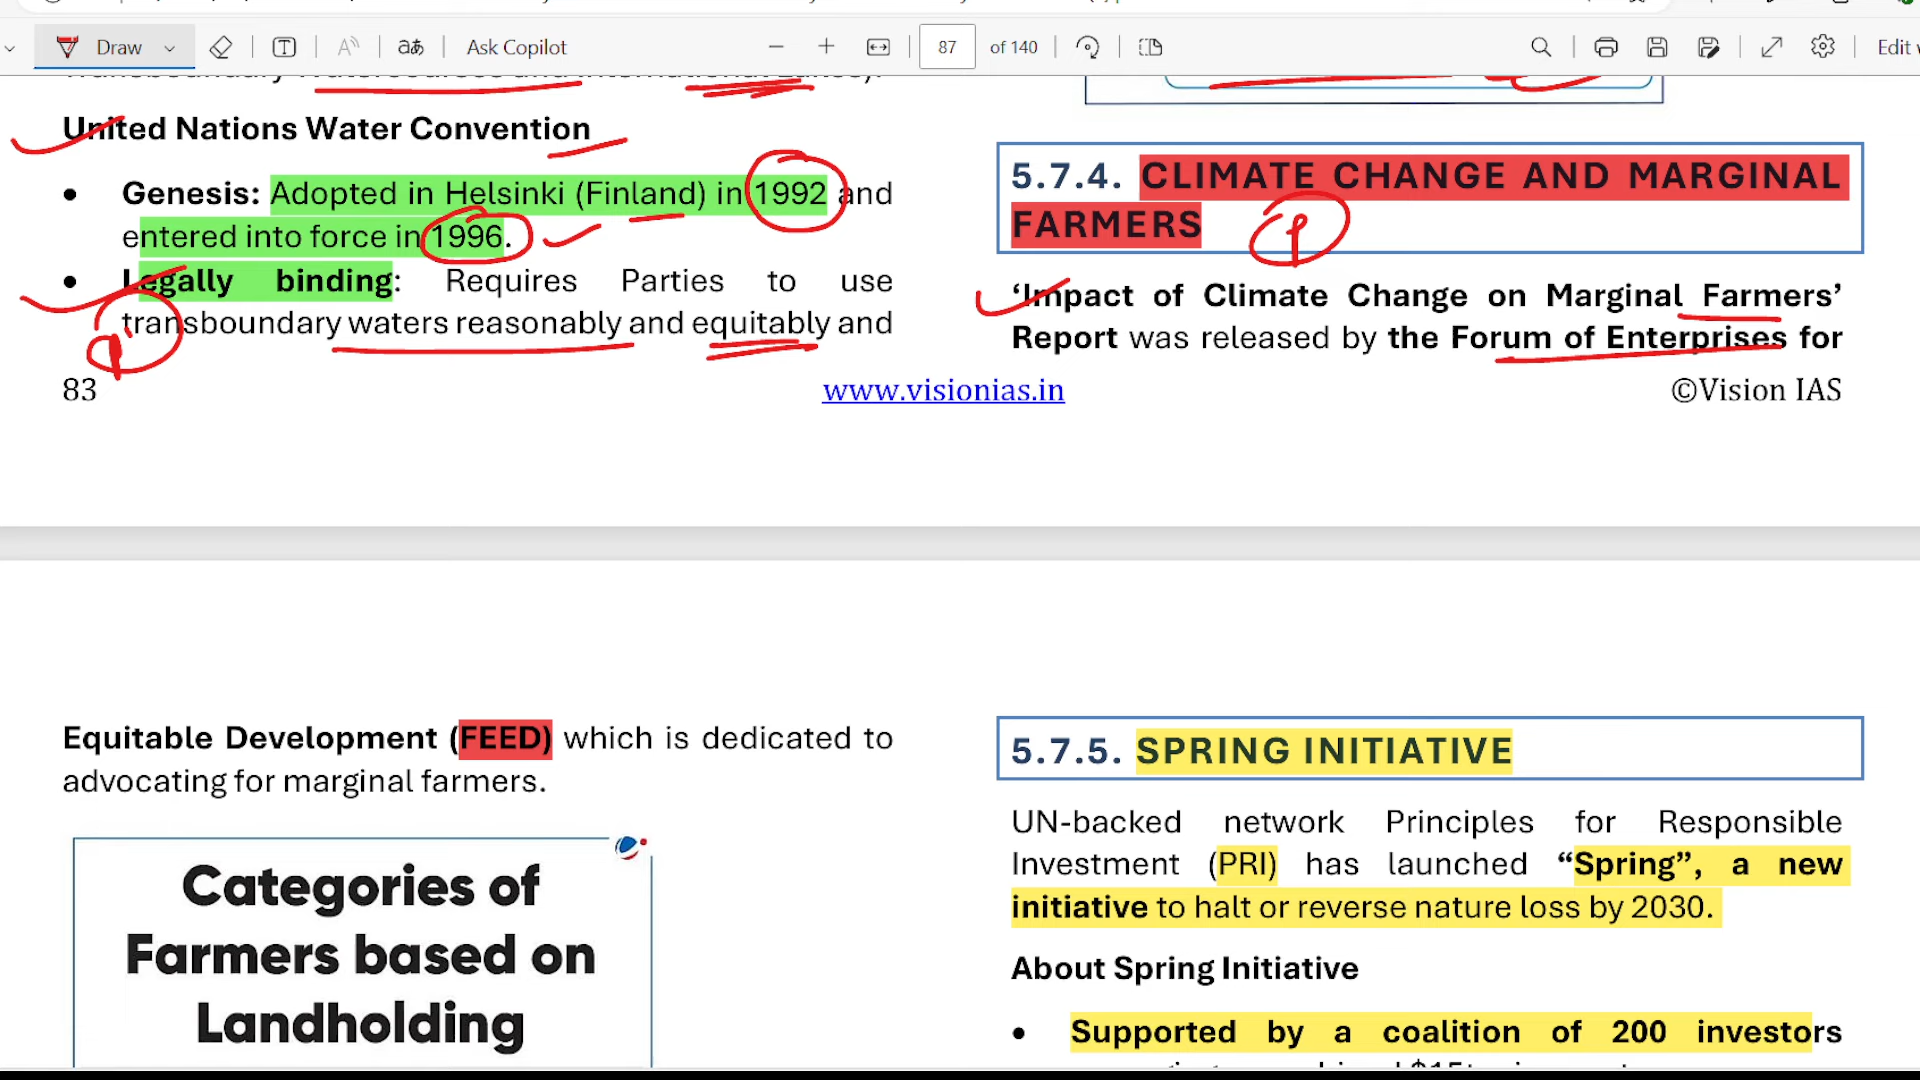 Draw
Ask Copilot
87 of 140
Edit
United Nations Water Convention
• Genesis: Adopted in Helsinki (Finland) in 1992 and
entered into force in 1996.
• Legally binding: Requires Parties to use
transboundary waters reasonably and equitably and
5.7.4. CLIMATE CHANGE AND MARGINAL
FARMERS
‘Impact of Climate Change on Marginal Farmers’
Report was released by the Forum of Enterprises for
83
www.visionias.in
©Vision IAS
Equitable Development (FEED) which is dedicated to
advocating for marginal farmers.
Categories of
Farmers based on
Landholding
5.7.5. SPRING INITIATIVE
UN-backed network Principles for Responsible
Investment (PRI) has launched “Spring”, a new
initiative to halt or reverse nature loss by 2030.
About Spring Initiative
• Supported by a coalition of 200 investors